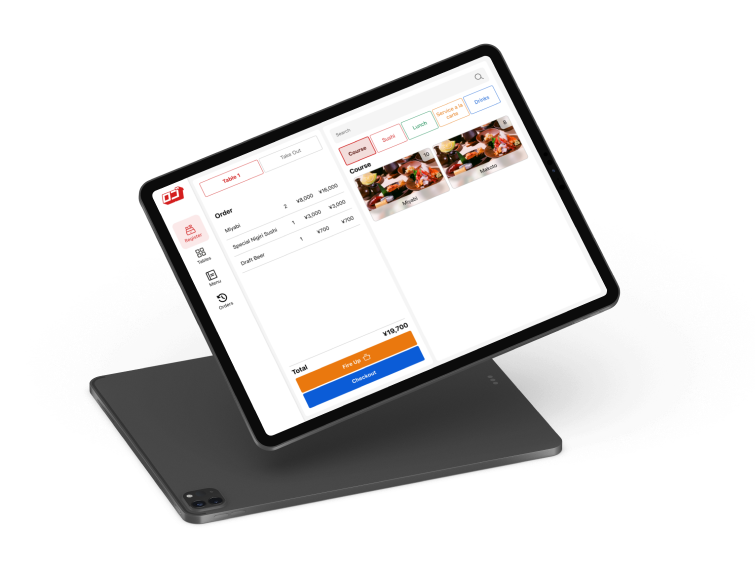 Table 1
Take Out
Register
Tables
Menu
Orders
Order
Miyabi 2 ¥8,000 ¥16,000
Special Nigri Sushi 1 ¥3,000 ¥3,000
Draft Beer 1 ¥700 ¥700
Total ¥19,700
Fire Up
Checkout
Search
Course
Sushi
Lunch
Service a la
carte
Drinks
Course
10
Miyabi
8
Makoto